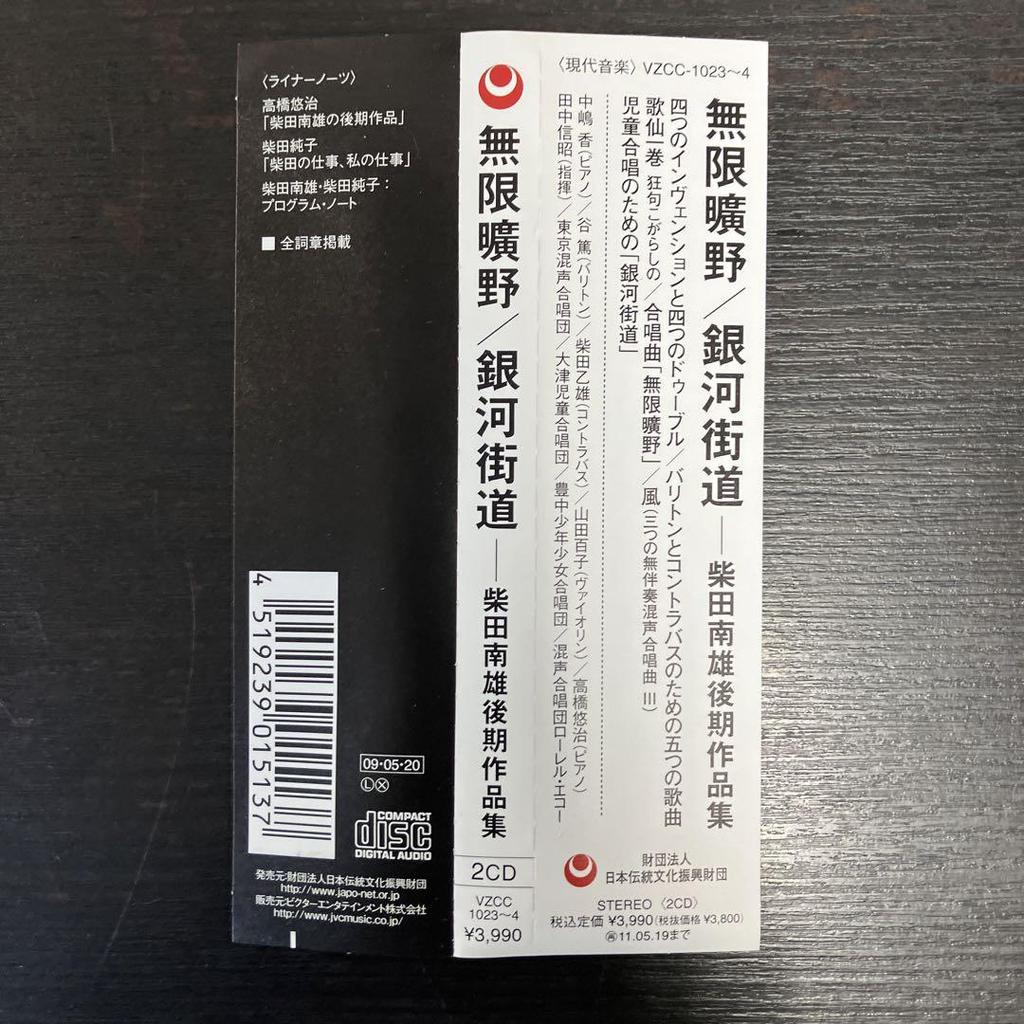 〈ライナーノーツ〉
高橋悠治
「柴田南雄の後期作品」
柴田純子
「柴田の仕事、私の仕事」
柴田南雄・柴田純子：
プログラム・ノート
■ 全詞章掲載
4 519239 015137
09・05・20
Ⓛ Ⓧ
COMPACT
disc
DIGITAL AUDIO
発売元:財団法人日本伝統文化振興財団
http://www.japo-net.or.jp
販売元:ビクターエンタテインメント株式会社
http://www.jvcmusic.co.jp/
無限曠野／銀河街道――柴田南雄後期作品集
2CD
VZCC
1023〜4
¥3,990
〈現代音楽〉 VZCC-1023〜4
無限曠野／銀河街道――柴田南雄後期作品集
四つのインヴェンションと四つのドゥーブル／バリトンとコントラバスのための五つの歌曲
歌仙一巻 狂句こがらしの／合唱曲「無限曠野」／風(三つの無伴奏混声合唱曲 III)
児童合唱のための「銀河街道」
中嶋 香(ピアノ)／谷 篤(バリトン)／柴田乙雄(コントラバス)／山田百子(ヴァイオリン)／高橋悠治(ピアノ)
田中信昭(指揮)／東京混声合唱団／大津児童合唱団／豊中少年少女合唱団／混声合唱団ローレル・エコー
財団法人
日本伝統文化振興財団
STEREO 〈2CD〉
税込定価 ¥3,990(税抜価格 ¥3,800)
㋐11.05.19まで